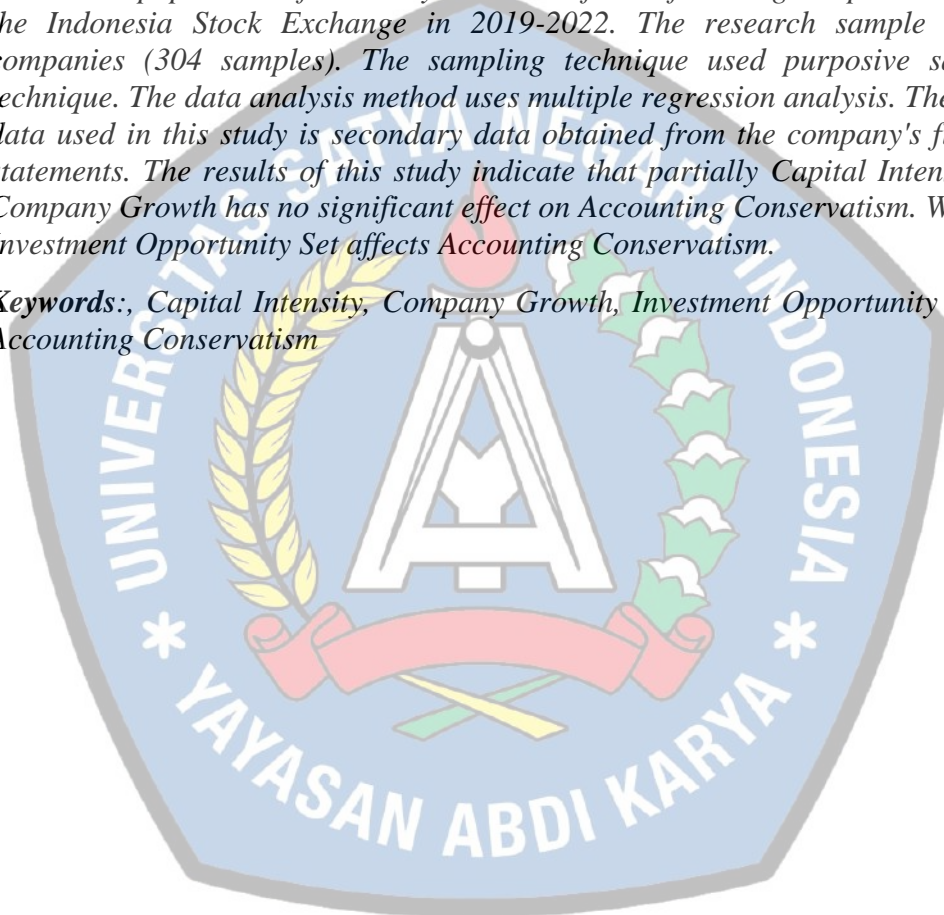 the Indonesia Stock Exchange in 2019-2022. The research sample
companies (304 samples). The sampling technique used purposive
technique. The data analysis method uses multiple regression analysis. The
data used in this study is secondary data obtained from the company's
statements. The results of this study indicate that partially Capital
Company Growth has no significant effect on Accounting Conservatism.
Investment Opportunity Set affects Accounting Conservatism.
Keywords:, Capital Intensity, Company Growth, Investment Opportunity
Accounting Conservatism
UNIVERSITAS SATYA NEGARA INDONESIA
YAYASAN ABDI KARYA